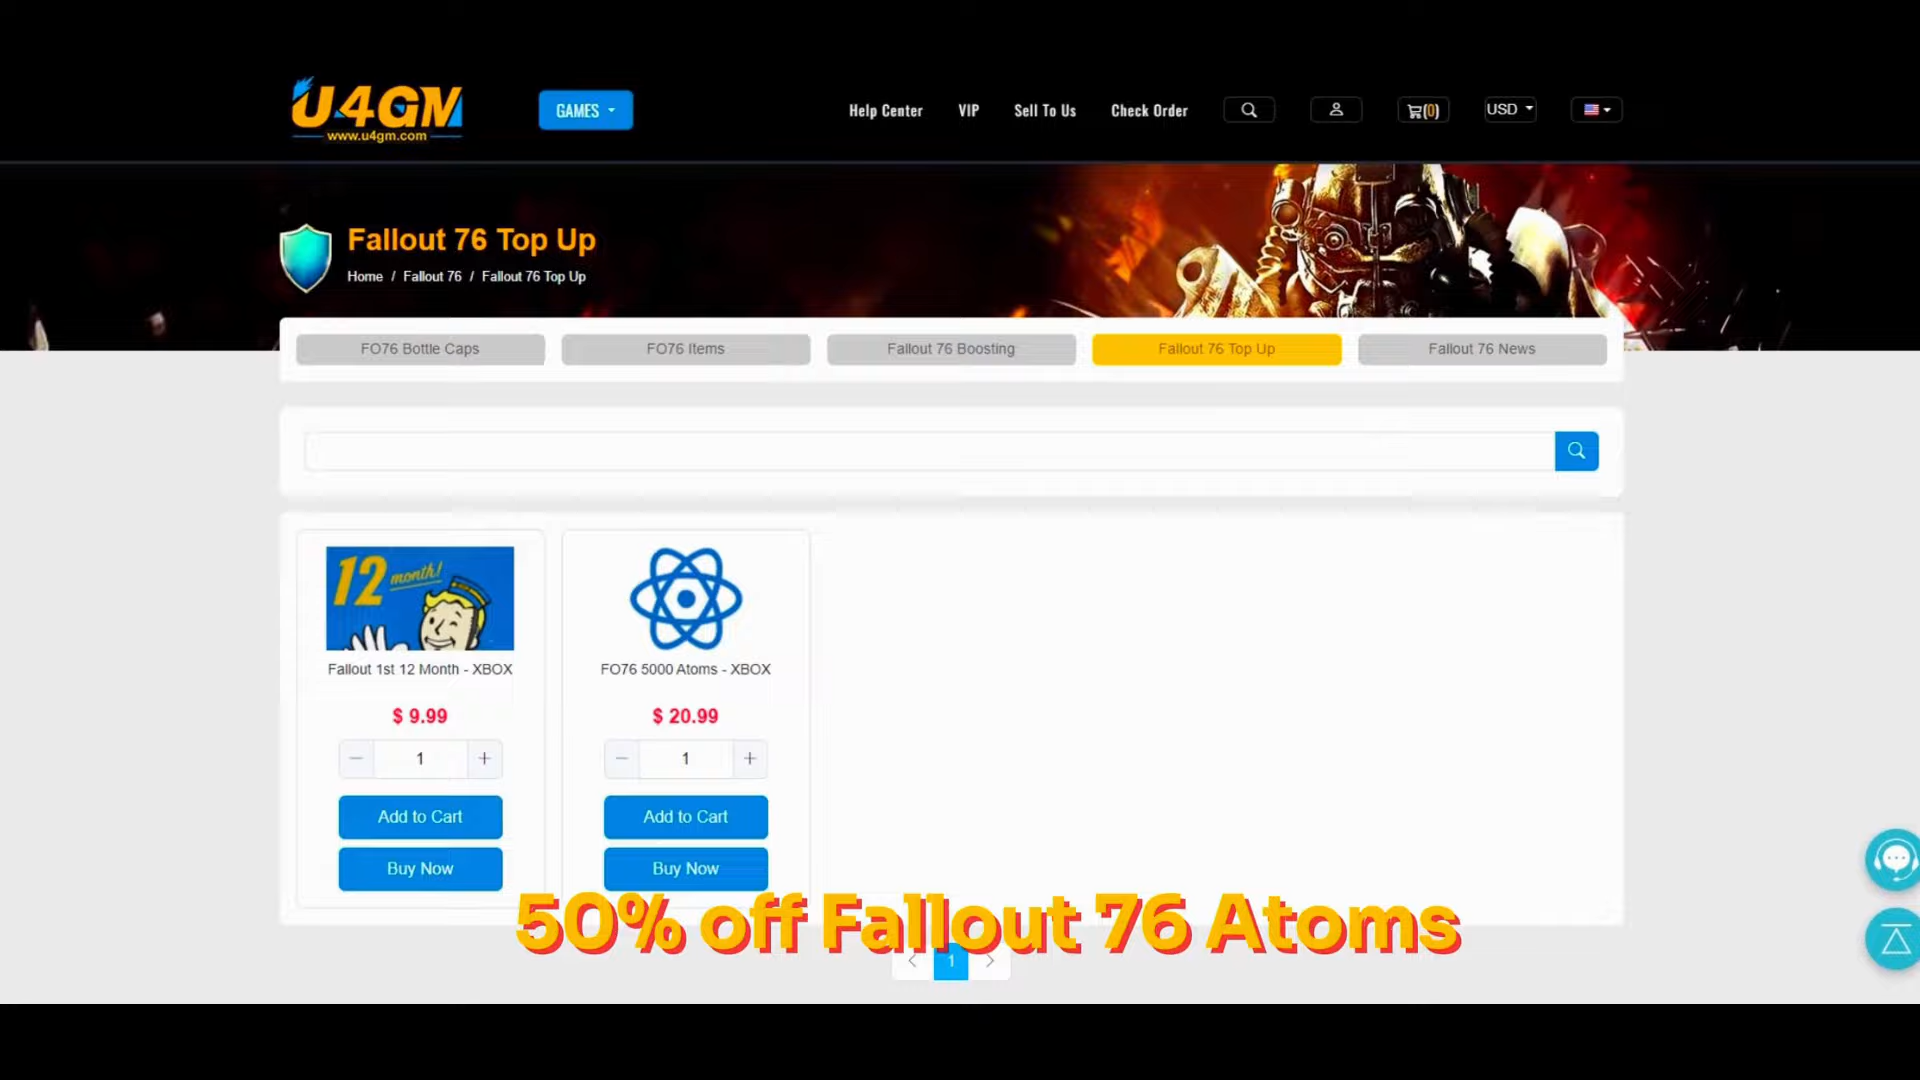 U4GM
www.u4gm.com
GAMES
Help Center
VIP
Sell To Us
Check Order
(0)
USD
Fallout 76 Top Up
Home / Fallout 76 / Fallout 76 Top Up
FO76 Bottle Caps
FO76 Items
Fallout 76 Boosting
Fallout 76 Top Up
Fallout 76 News
12 month!
Fallout 1st 12 Month - XBOX
$ 9.99
− 1 +
Add to Cart
Buy Now
FO76 5000 Atoms - XBOX
$ 20.99
− 1 +
Add to Cart
Buy Now
50% off Fallout 76 Atoms
< 1 >